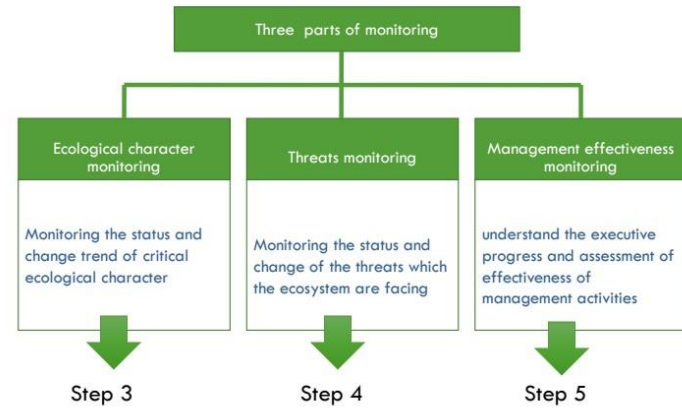 Three parts of monitoring
Ecological character
monitoring
Monitoring the status and
change trend of critical
ecological character
Step 3
Threats monitoring
Monitoring the status and
change of the threats which
the ecosystem are facing
Step 4
Management effectiveness
monitoring
understand the executive
progress and assessment of
effectiveness of
management activities
Step 5